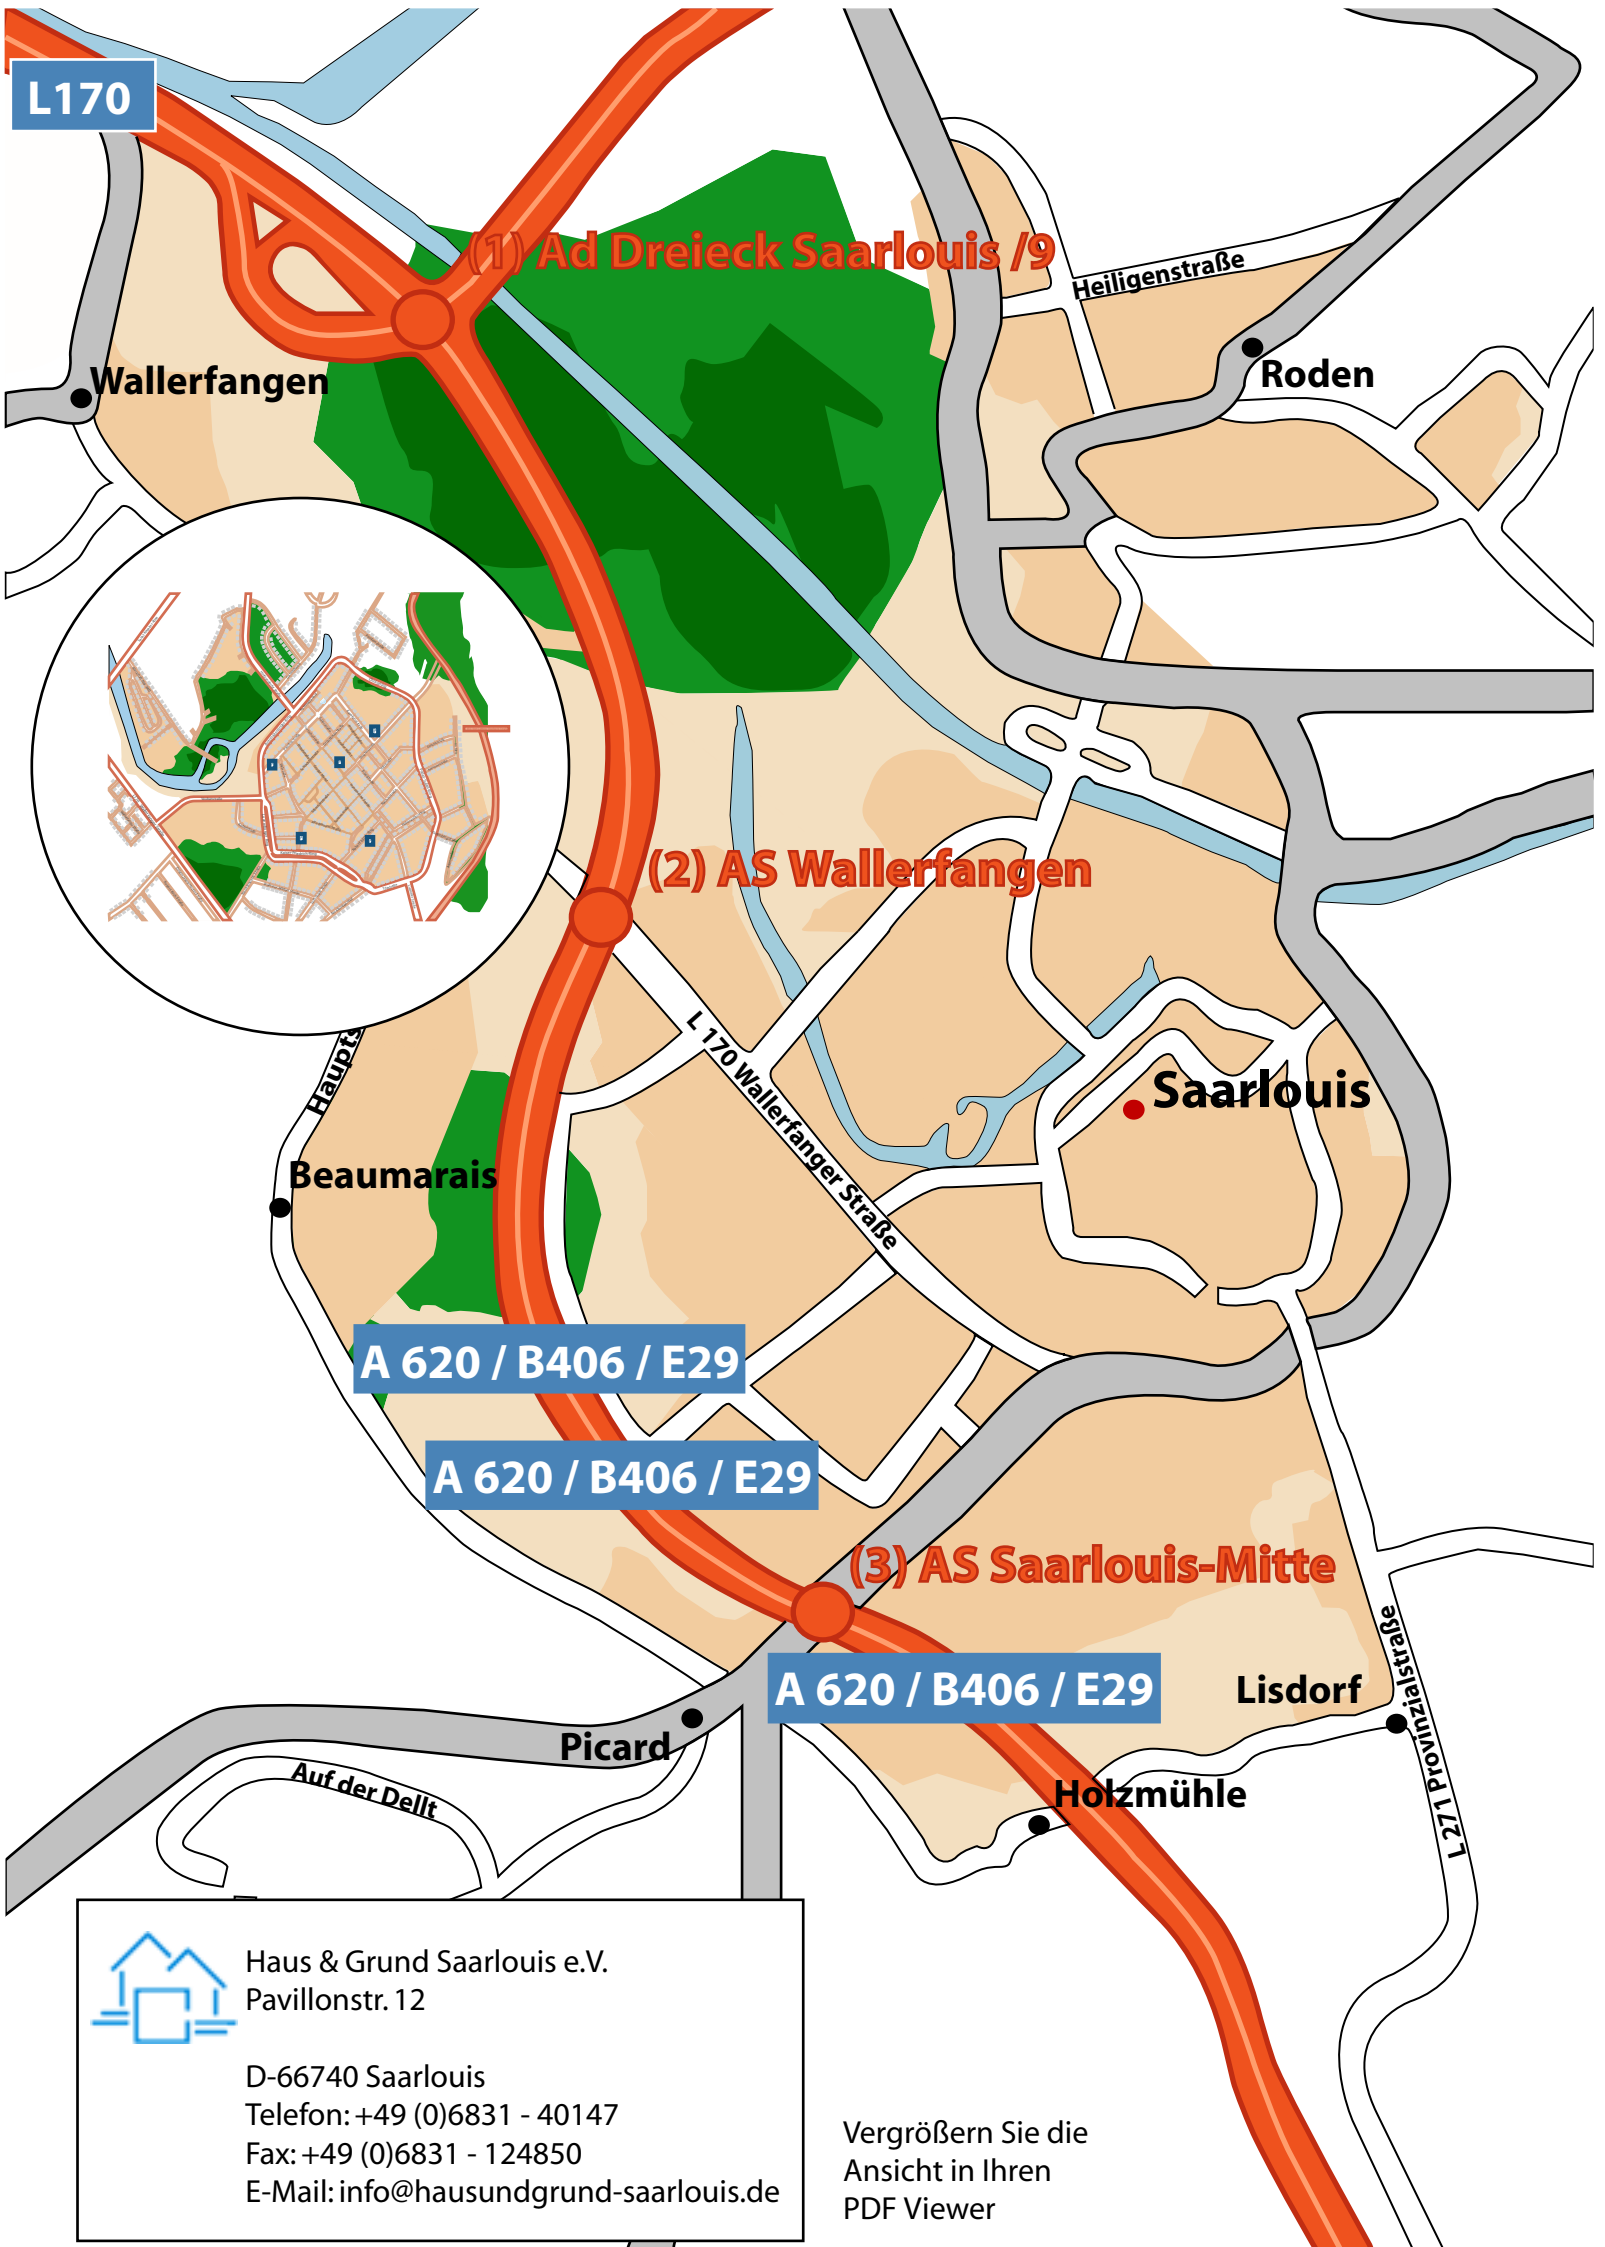 L170
(1) Ad Dreieck Saarlouis /9
Heiligenstraße
Roden
Wallerfangen
(2) AS Wallerfangen
L 170 Wallerfanger Straße
Haupts
Saarlouis
Beaumarais
A 620 / B406 / E29
A 620 / B406 / E29
(3) AS Saarlouis-Mitte
A 620 / B406 / E29
Lisdorf
L 271 Provinzialstraße
Picard
Auf der Dellt
Holzmühle
Haus & Grund Saarlouis e.V.
Pavillonstr. 12
D-66740 Saarlouis
Telefon: +49 (0)6831 - 40147
Fax: +49 (0)6831 - 124850
E-Mail: info@hausundgrund-saarlouis.de
Vergrößern Sie die
Ansicht in Ihren
PDF Viewer